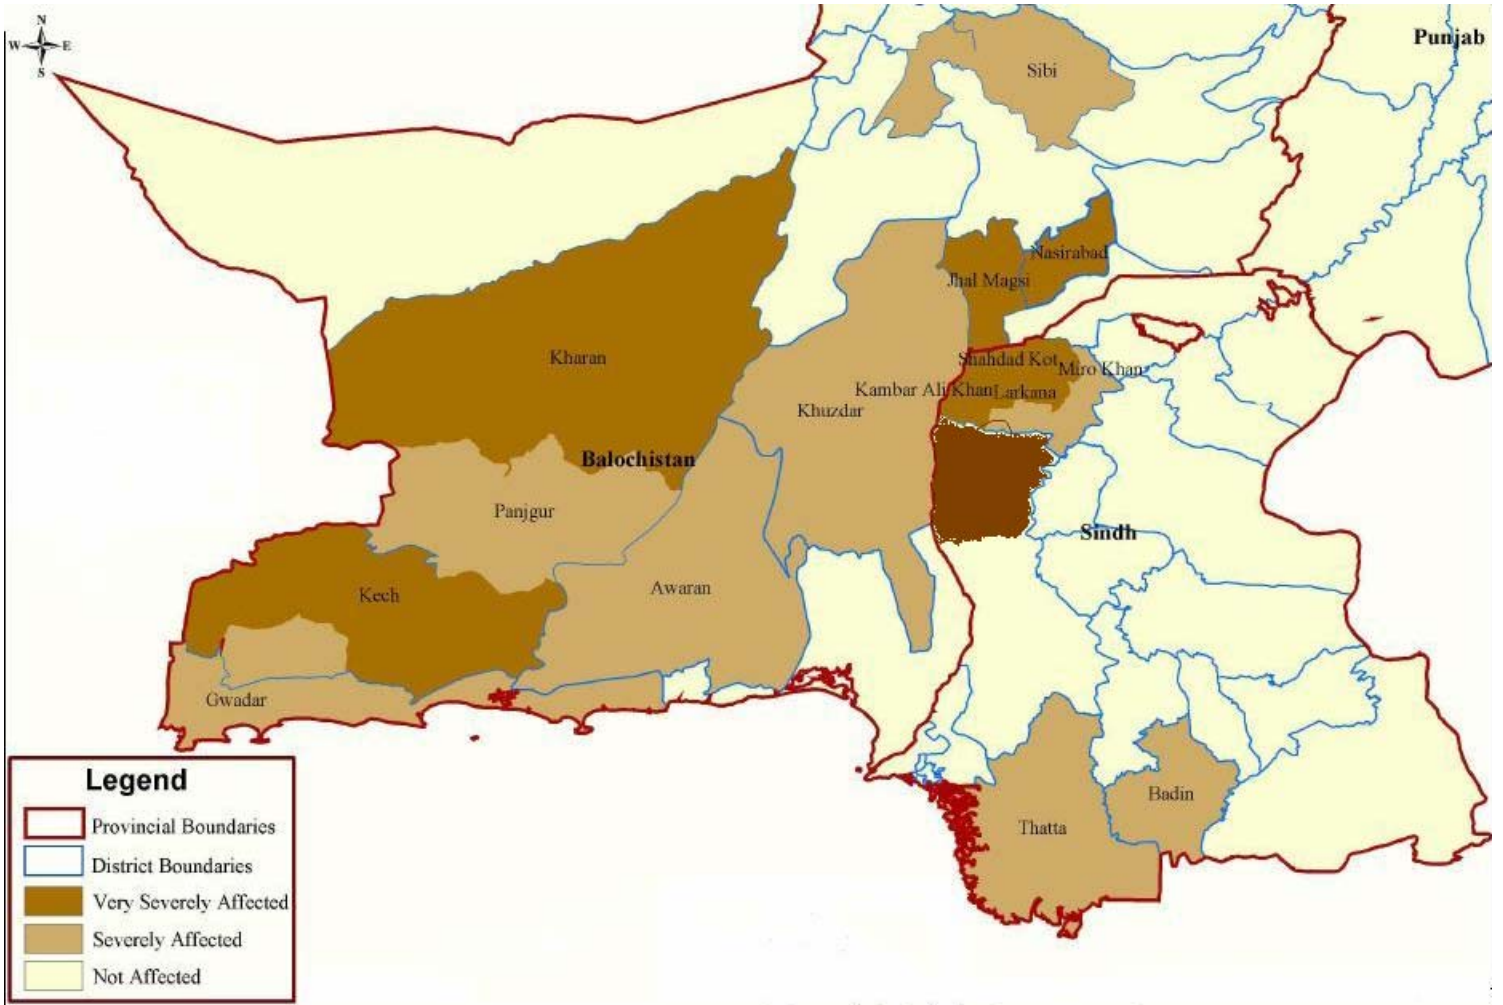 N
W E
S
Punjab
Sibi
Nasirabad
Jhal Magsi
Kharan
Shahdad Kot
Miro Khan
Kambar Ali Khan
Larkana
Khuzdar
Balochistan
Panjgur
Sindh
Kech
Awaran
Gwadar
Badin
Thatta
Legend
Provincial Boundaries
District Boundaries
Very Severely Affected
Severely Affected
Not Affected